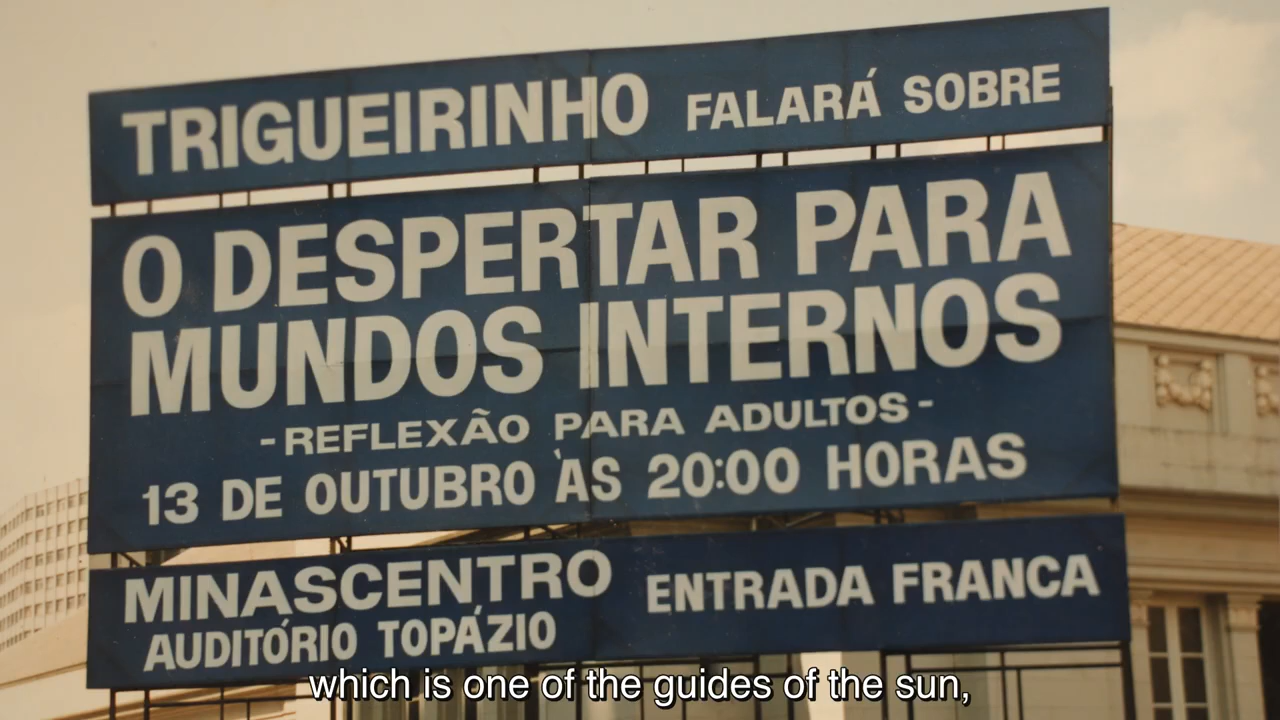 TRIGUEIRINHO FALARÁ SOBRE
O DESPERTAR PARA
MUNDOS INTERNOS
-REFLEXÃO PARA ADULTOS-
13 DE OUTUBRO ÀS 20:00 HORAS
MINASCENTRO ENTRADA FRANCA
AUDITÓRIO TOPÁZIO
which is one of the guides of the sun,